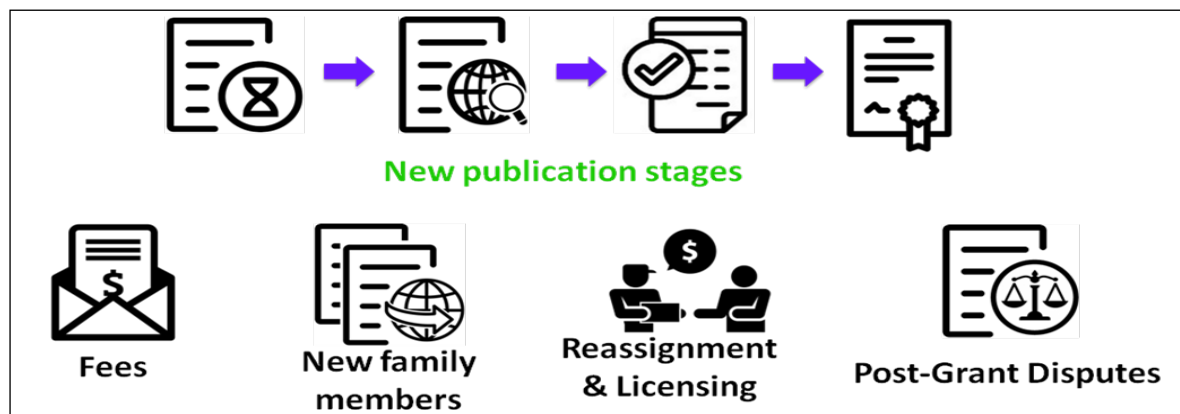 New publication stages
$
$
Fees
New family
members
Reassignment
& Licensing
Post-Grant Disputes